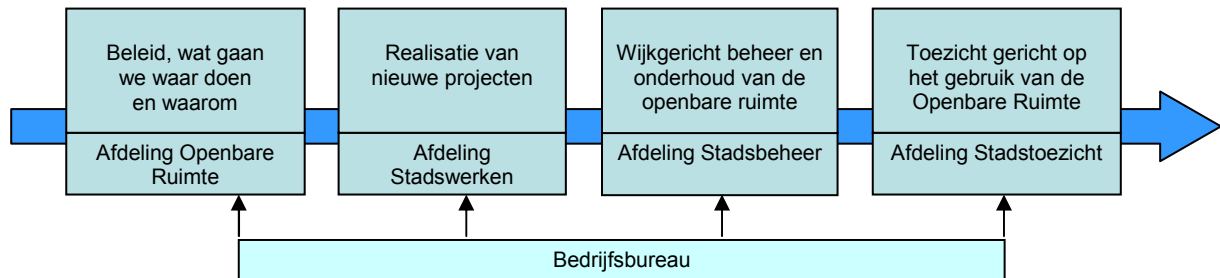 Beleid, wat gaan
we waar doen
en waarom
Afdeling Openbare
Ruimte
Realisatie van
nieuwe projecten
Afdeling
Stadswerken
Wijkgericht beheer en
onderhoud van de
openbare ruimte
Afdeling Stadsbeheer
Toezicht gericht op
het gebruik van de
Openbare Ruimte
Afdeling Stadstoezicht
Bedrijfsbureau